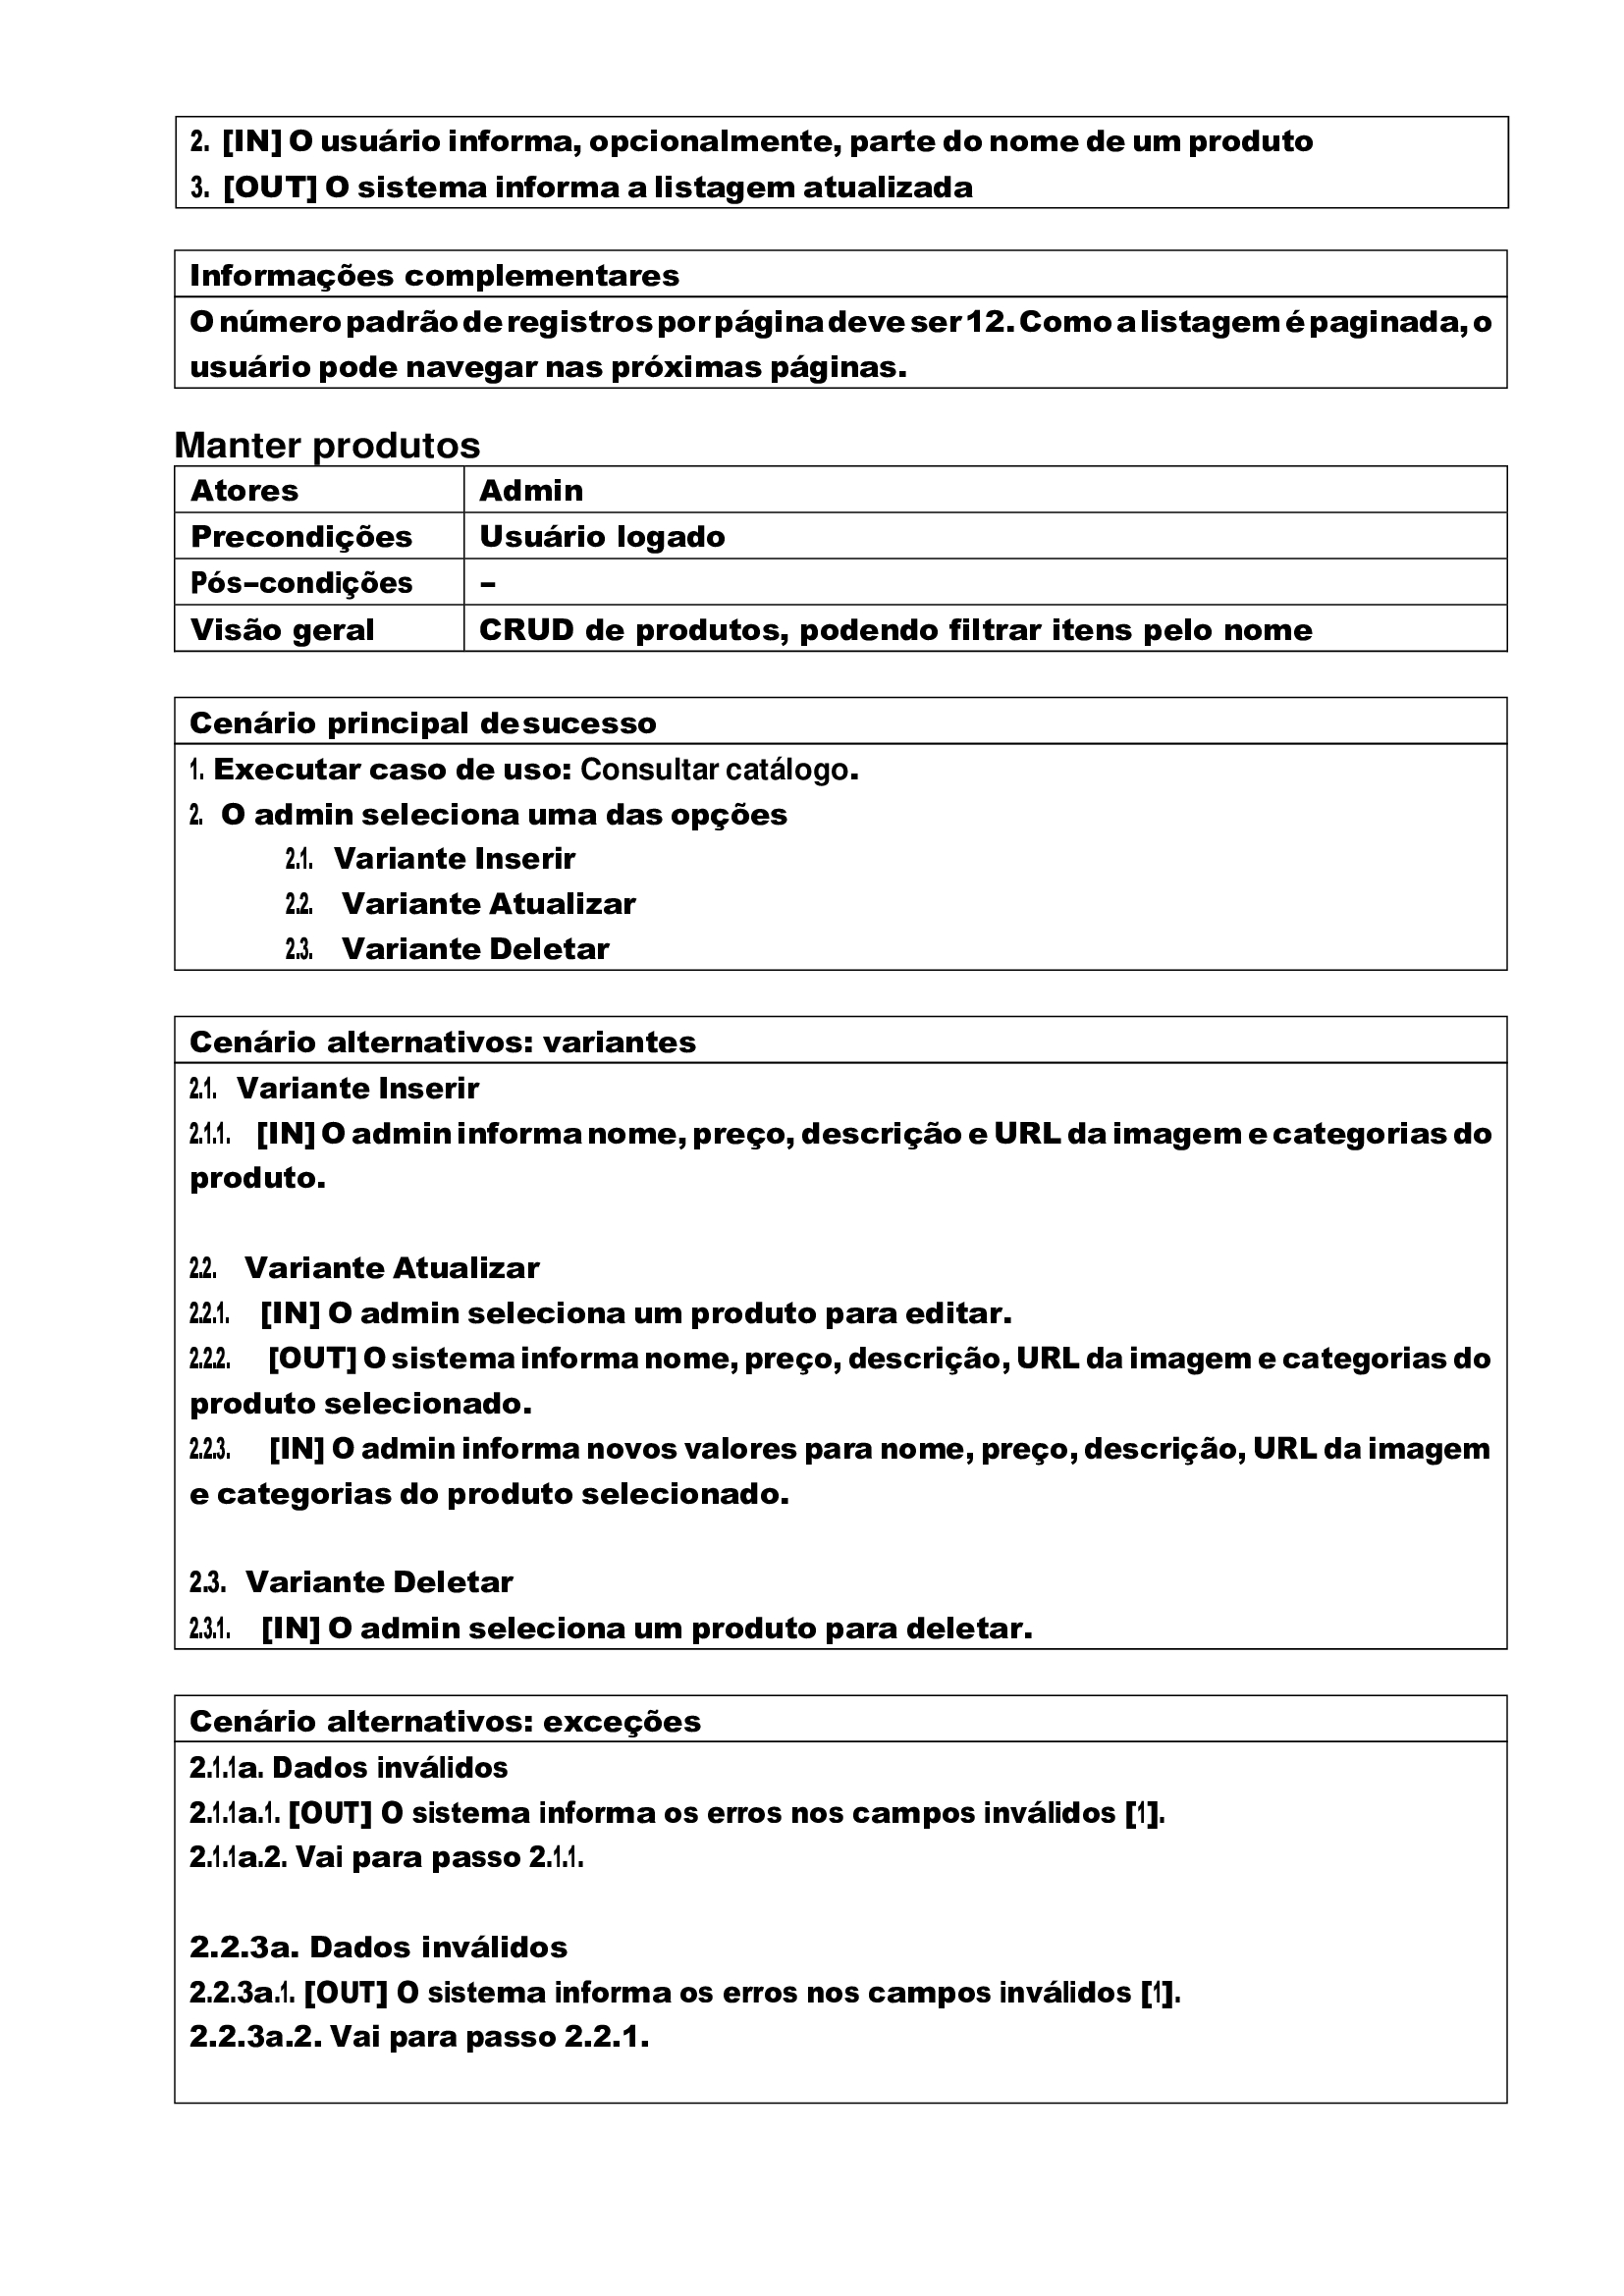 2. [IN] O usuário informa, opcionalmente, parte do nome de um produto
3. [OUT] O sistema informa a listagem atualizada
Informações complementares
O número padrão de registros por página deve ser 12. Como a listagem é paginada, o
usuário pode navegar nas próximas páginas.
Manter produtos
Atores Admin
Precondições Usuário logado
Pós-condições -
Visão geral CRUD de produtos, podendo filtrar itens pelo nome
Cenário principal de sucesso
1. Executar caso de uso: Consultar catálogo.
2. O admin seleciona uma das opções
2.1. Variante Inserir
2.2. Variante Atualizar
2.3. Variante Deletar
Cenário alternativos: variantes
2.1. Variante Inserir
2.1.1. [IN] O admin informa nome, preço, descrição e URL da imagem e categorias do
produto.
2.2. Variante Atualizar
2.2.1. [IN] O admin seleciona um produto para editar.
2.2.2. [OUT] O sistema informa nome, preço, descrição, URL da imagem e categorias do
produto selecionado.
2.2.3. [IN] O admin informa novos valores para nome, preço, descrição, URL da imagem
e categorias do produto selecionado.
2.3. Variante Deletar
2.3.1. [IN] O admin seleciona um produto para deletar.
Cenário alternativos: exceções
2.1.1a. Dados inválidos
2.1.1a.1. [OUT] O sistema informa os erros nos campos inválidos [1].
2.1.1a.2. Vai para passo 2.1.1.
2.2.3a. Dados inválidos
2.2.3a.1. [OUT] O sistema informa os erros nos campos inválidos [1].
2.2.3a.2. Vai para passo 2.2.1.